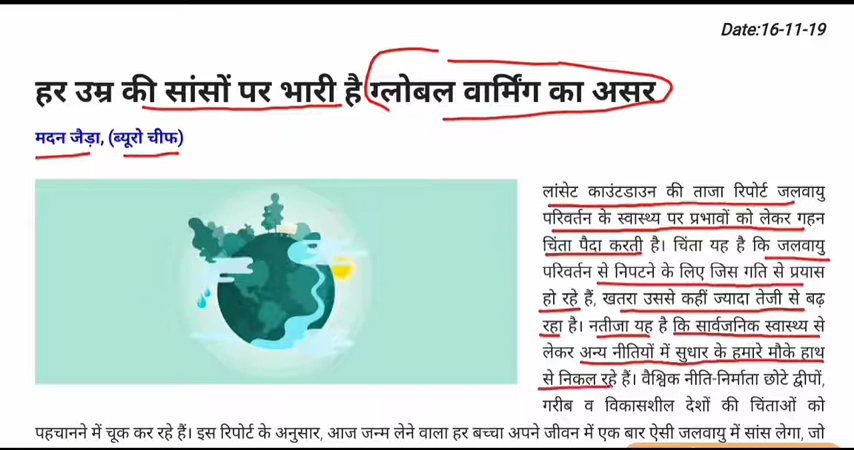 Date:16-11-19
हर उम्र की सांसों पर भारी है ग्लोबल वार्मिंग का असर
मदन जैड़ा, (ब्यूरो चीफ)
लांसेट काउंटडाउन की ताजा रिपोर्ट जलवायु
परिवर्तन के स्वास्थ्य पर प्रभावों को लेकर गहन
चिंता पैदा करती है। चिंता यह है कि जलवायु
परिवर्तन से निपटने के लिए जिस गति से प्रयास
हो रहे हैं, खतरा उससे कहीं ज्यादा तेजी से बढ़
रहा है। नतीजा यह है कि सार्वजनिक स्वास्थ्य से
लेकर अन्य नीतियों में सुधार के हमारे मौके हाथ
से निकल रहे हैं। वैश्विक नीति-निर्माता छोटे द्वीपों,
गरीब व विकासशील देशों की चिंताओं को
पहचानने में चूक कर रहे हैं। इस रिपोर्ट के अनुसार, आज जन्म लेने वाला हर बच्चा अपने जीवन में एक बार ऐसी जलवायु में सांस लेगा, जो